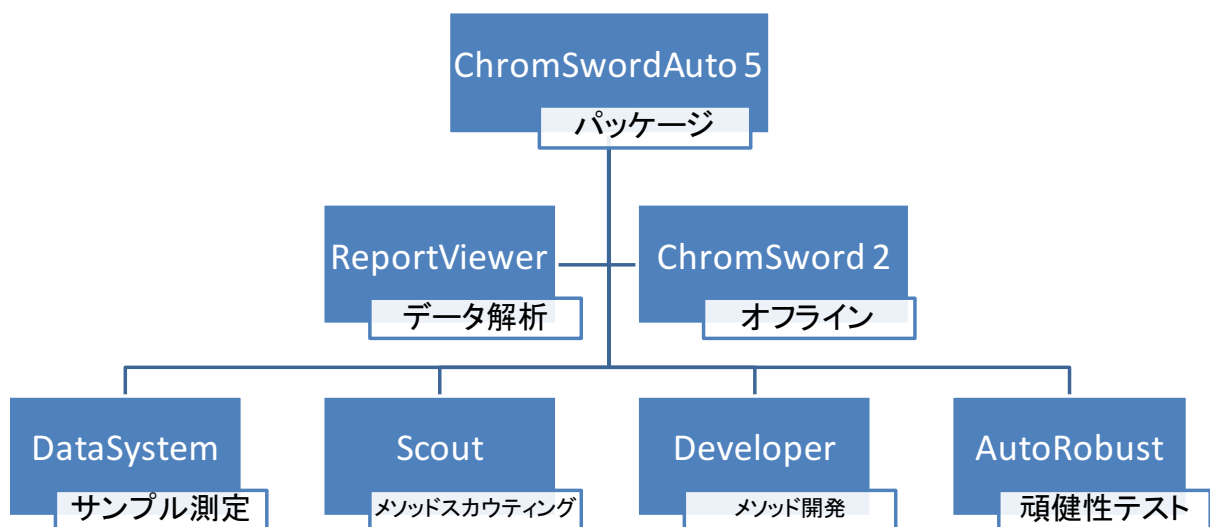 ChromSwordAuto 5
パッケージ
ReportViewer
データ解析
ChromSword 2
オフライン
DataSystem
サンプル測定
Scout
メソッドスカウティング
Developer
メソッド開発
AutoRobust
頑健性テスト